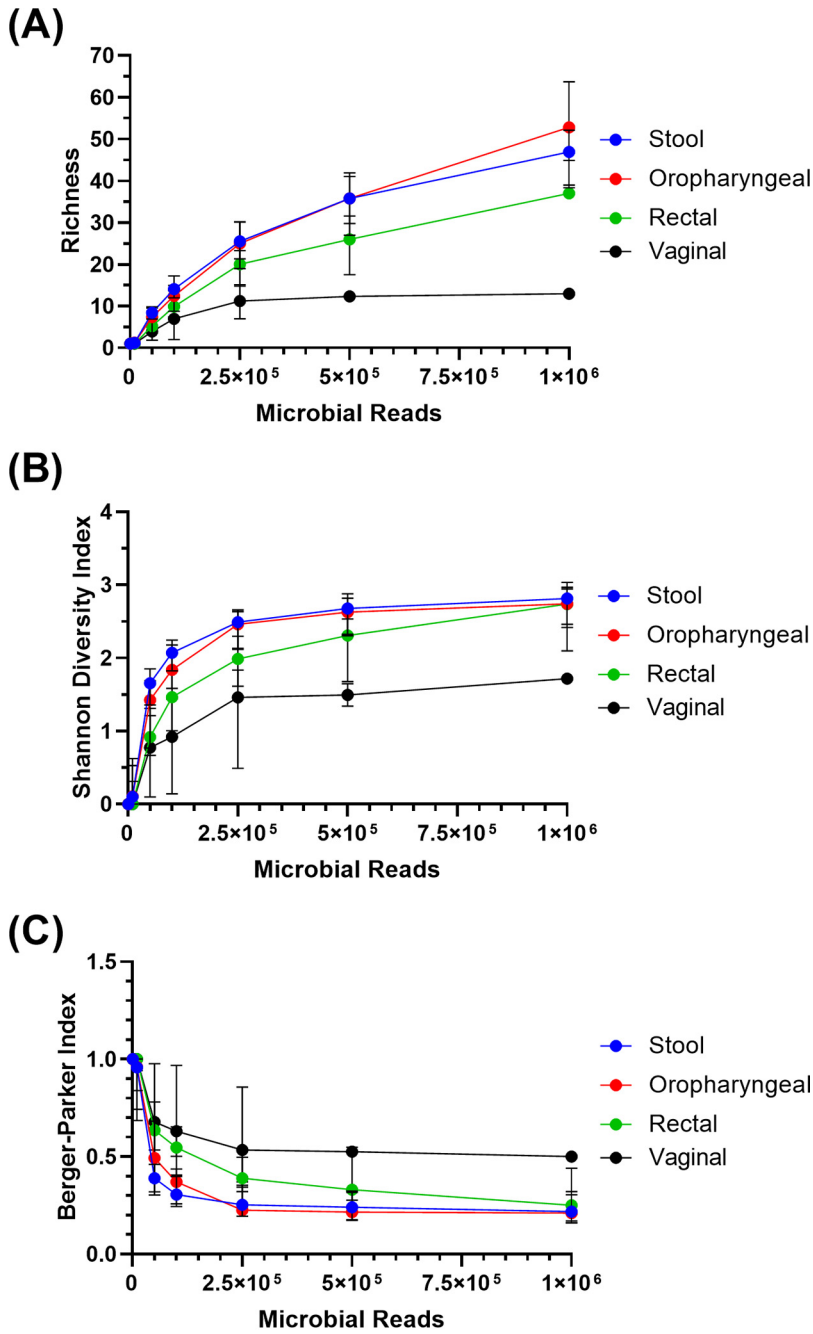 (A)
70
60
50
40
30
20
10
0
Richness
0 2.5×10⁵ 5×10⁵ 7.5×10⁵ 1×10⁶
Microbial Reads
Stool
Oropharyngeal
Rectal
Vaginal
(B)
4
3
2
1
0
Shannon Diversity Index
0 2.5×10⁵ 5×10⁵ 7.5×10⁵ 1×10⁶
Microbial Reads
Stool
Oropharyngeal
Rectal
Vaginal
(C)
1.5
1.0
0.5
0.0
Berger-Parker Index
0 2.5×10⁵ 5×10⁵ 7.5×10⁵ 1×10⁶
Microbial Reads
Stool
Oropharyngeal
Rectal
Vaginal